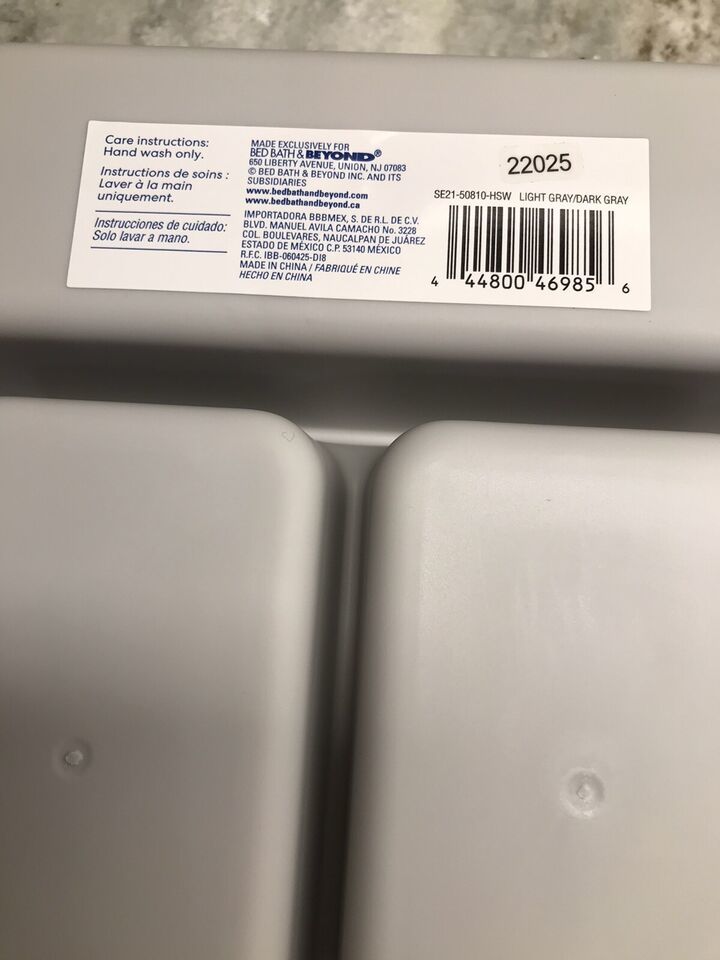 Care instructions:
Hand wash only.
Instructions de soins :
Laver à la main
uniquement.
Instrucciones de cuidado:
Solo lavar a mano.
MADE EXCLUSIVELY FOR
BED BATH & BEYOND®
650 LIBERTY AVENUE, UNION, NJ 07083
© BED BATH & BEYOND INC. AND ITS
SUBSIDIARIES
www.bedbathandbeyond.com
www.bedbathandbeyond.ca
IMPORTADORA BBBMEX, S. DE R.L. DE C.V.
BLVD. MANUEL AVILA CAMACHO No. 3228
COL. BOULEVARES, NAUCALPAN DE JUÁREZ
ESTADO DE MÉXICO C.P. 53140 MÉXICO
R.F.C. IBB-060425-DI8
MADE IN CHINA / FABRIQUÉ EN CHINE
HECHO EN CHINA
22025
SE21-50810-HSW LIGHT GRAY/DARK GRAY
4 44800 46985 6